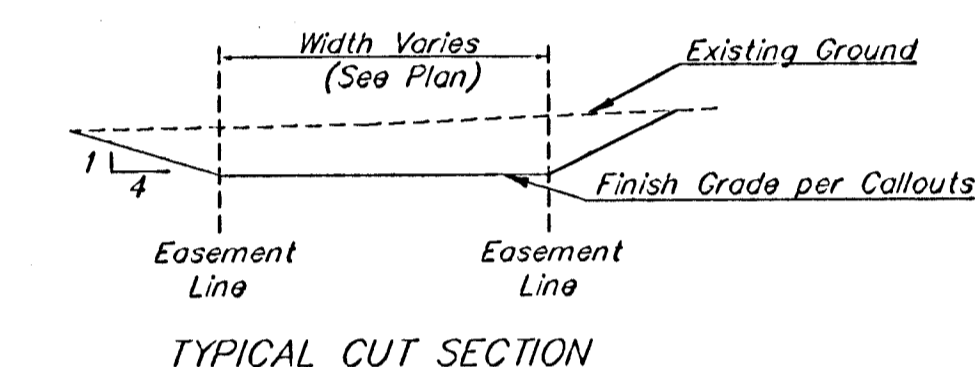 Width Varies
(See Plan)
Existing Ground
1
4
Finish Grade per Callouts
Easement
Line
Easement
Line
TYPICAL CUT SECTION